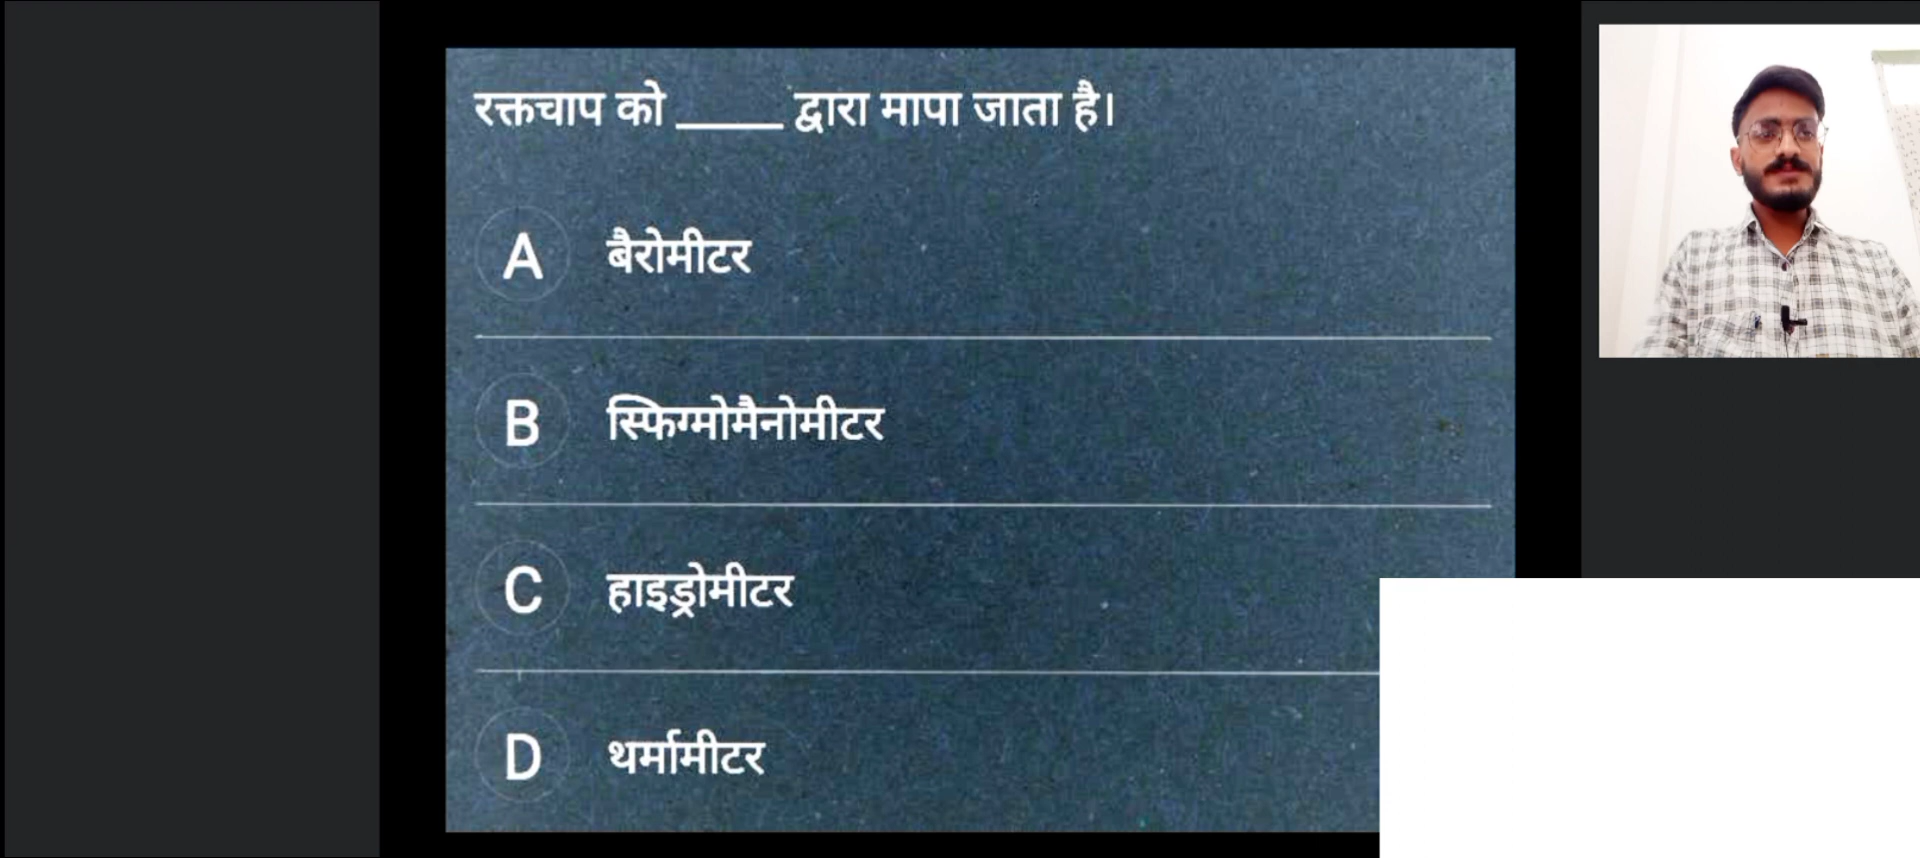 रक्तचाप को _____ द्वारा मापा जाता है।
A बैरोमीटर
B स्फिग्मोमैनोमीटर
C हाइड्रोमीटर
D थर्मामीटर